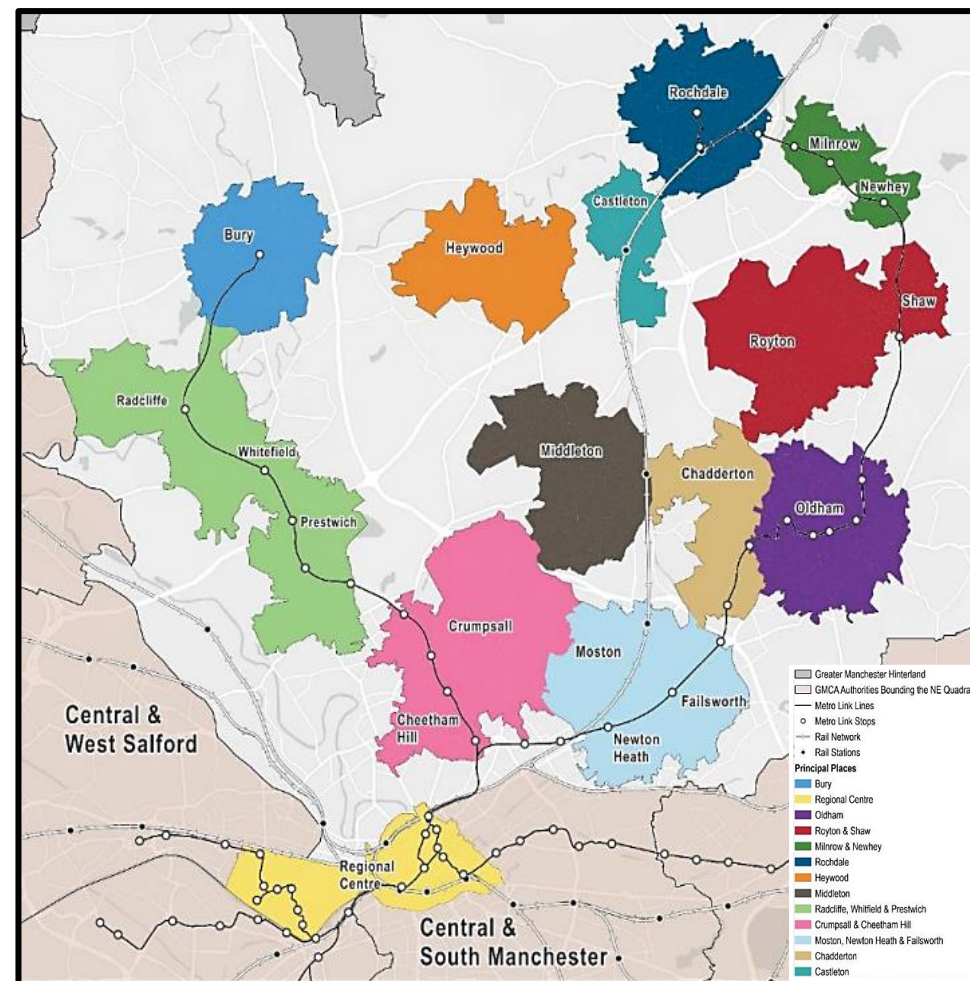 Rochdale
Milnrow
Newhey
Castleton
Bury
Heywood
Shaw
Royton
Radcliffe
Whitefield
Middleton
Chadderton
Oldham
Prestwich
Crumpsall
Moston
Failsworth
Cheetham
Hill
Newton
Heath
Central &
West Salford
Regional
Centre
Central &
South Manchester
Greater Manchester Hinterland
GMCA Authorities Bounding the NE Quadra
Metro Link Lines
Metro Link Stops
Rail Network
Rail Stations
Principal Places
Bury
Regional Centre
Oldham
Royton & Shaw
Milnrow & Newhey
Rochdale
Heywood
Middleton
Radcliffe, Whitfield & Prestwich
Crumpsall & Cheetham Hill
Moston, Newton Heath & Failsworth
Chadderton
Castleton